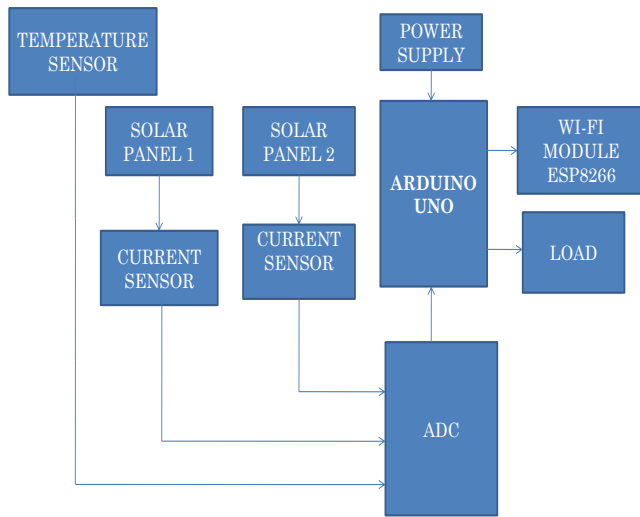 TEMPERATURE
SENSOR
POWER
SUPPLY
SOLAR
PANEL 1
SOLAR
PANEL 2
ARDUINO
UNO
WI-FI
MODULE
ESP8266
CURRENT
SENSOR
CURRENT
SENSOR
LOAD
ADC